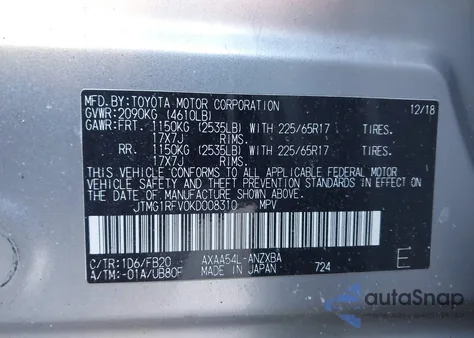 MFD.BY:TOYOTA MOTOR CORPORATION 12/18
GVWR:2090KG (4610LB)
GAWR:FRT. 1150KG (2535LB) WITH 225/65R17 TIRES.
17X7J RIMS.
RR. 1150KG (2535LB) WITH 225/65R17 TIRES.
17X7J RIMS.
THIS VEHICLE CONFORMS TO ALL APPLICABLE FEDERAL MOTOR
VEHICLE SAFETY AND THEFT PREVENTION STANDARDS IN EFFECT ON
THE DATE OF MANUFACTURE SHOWN ABOVE.
JTMG1RFV0KD008310 MPV
E
C/TR:1D6/FB20 AXAA54L-ANZXBA
A/TM:-01A/UB80F MADE IN JAPAN 724
autoSnap